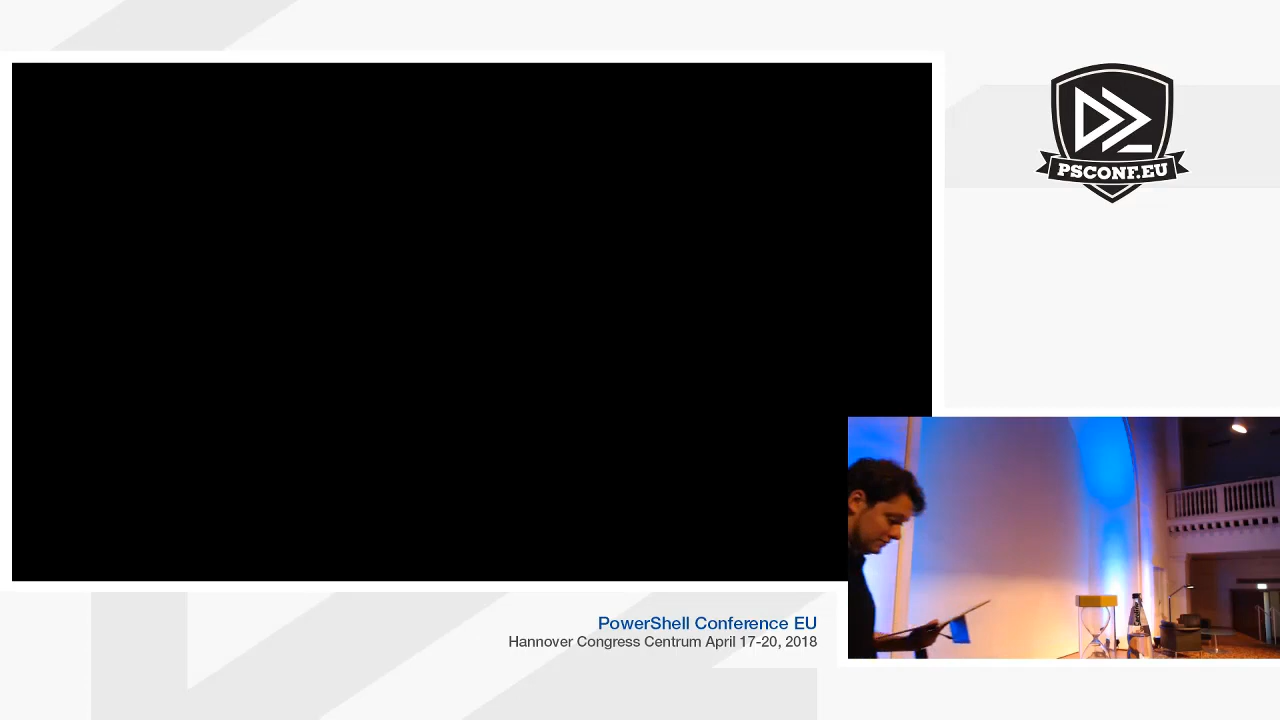 PSCONF.EU
PowerShell Conference EU
Hannover Congress Centrum April 17-20, 2018